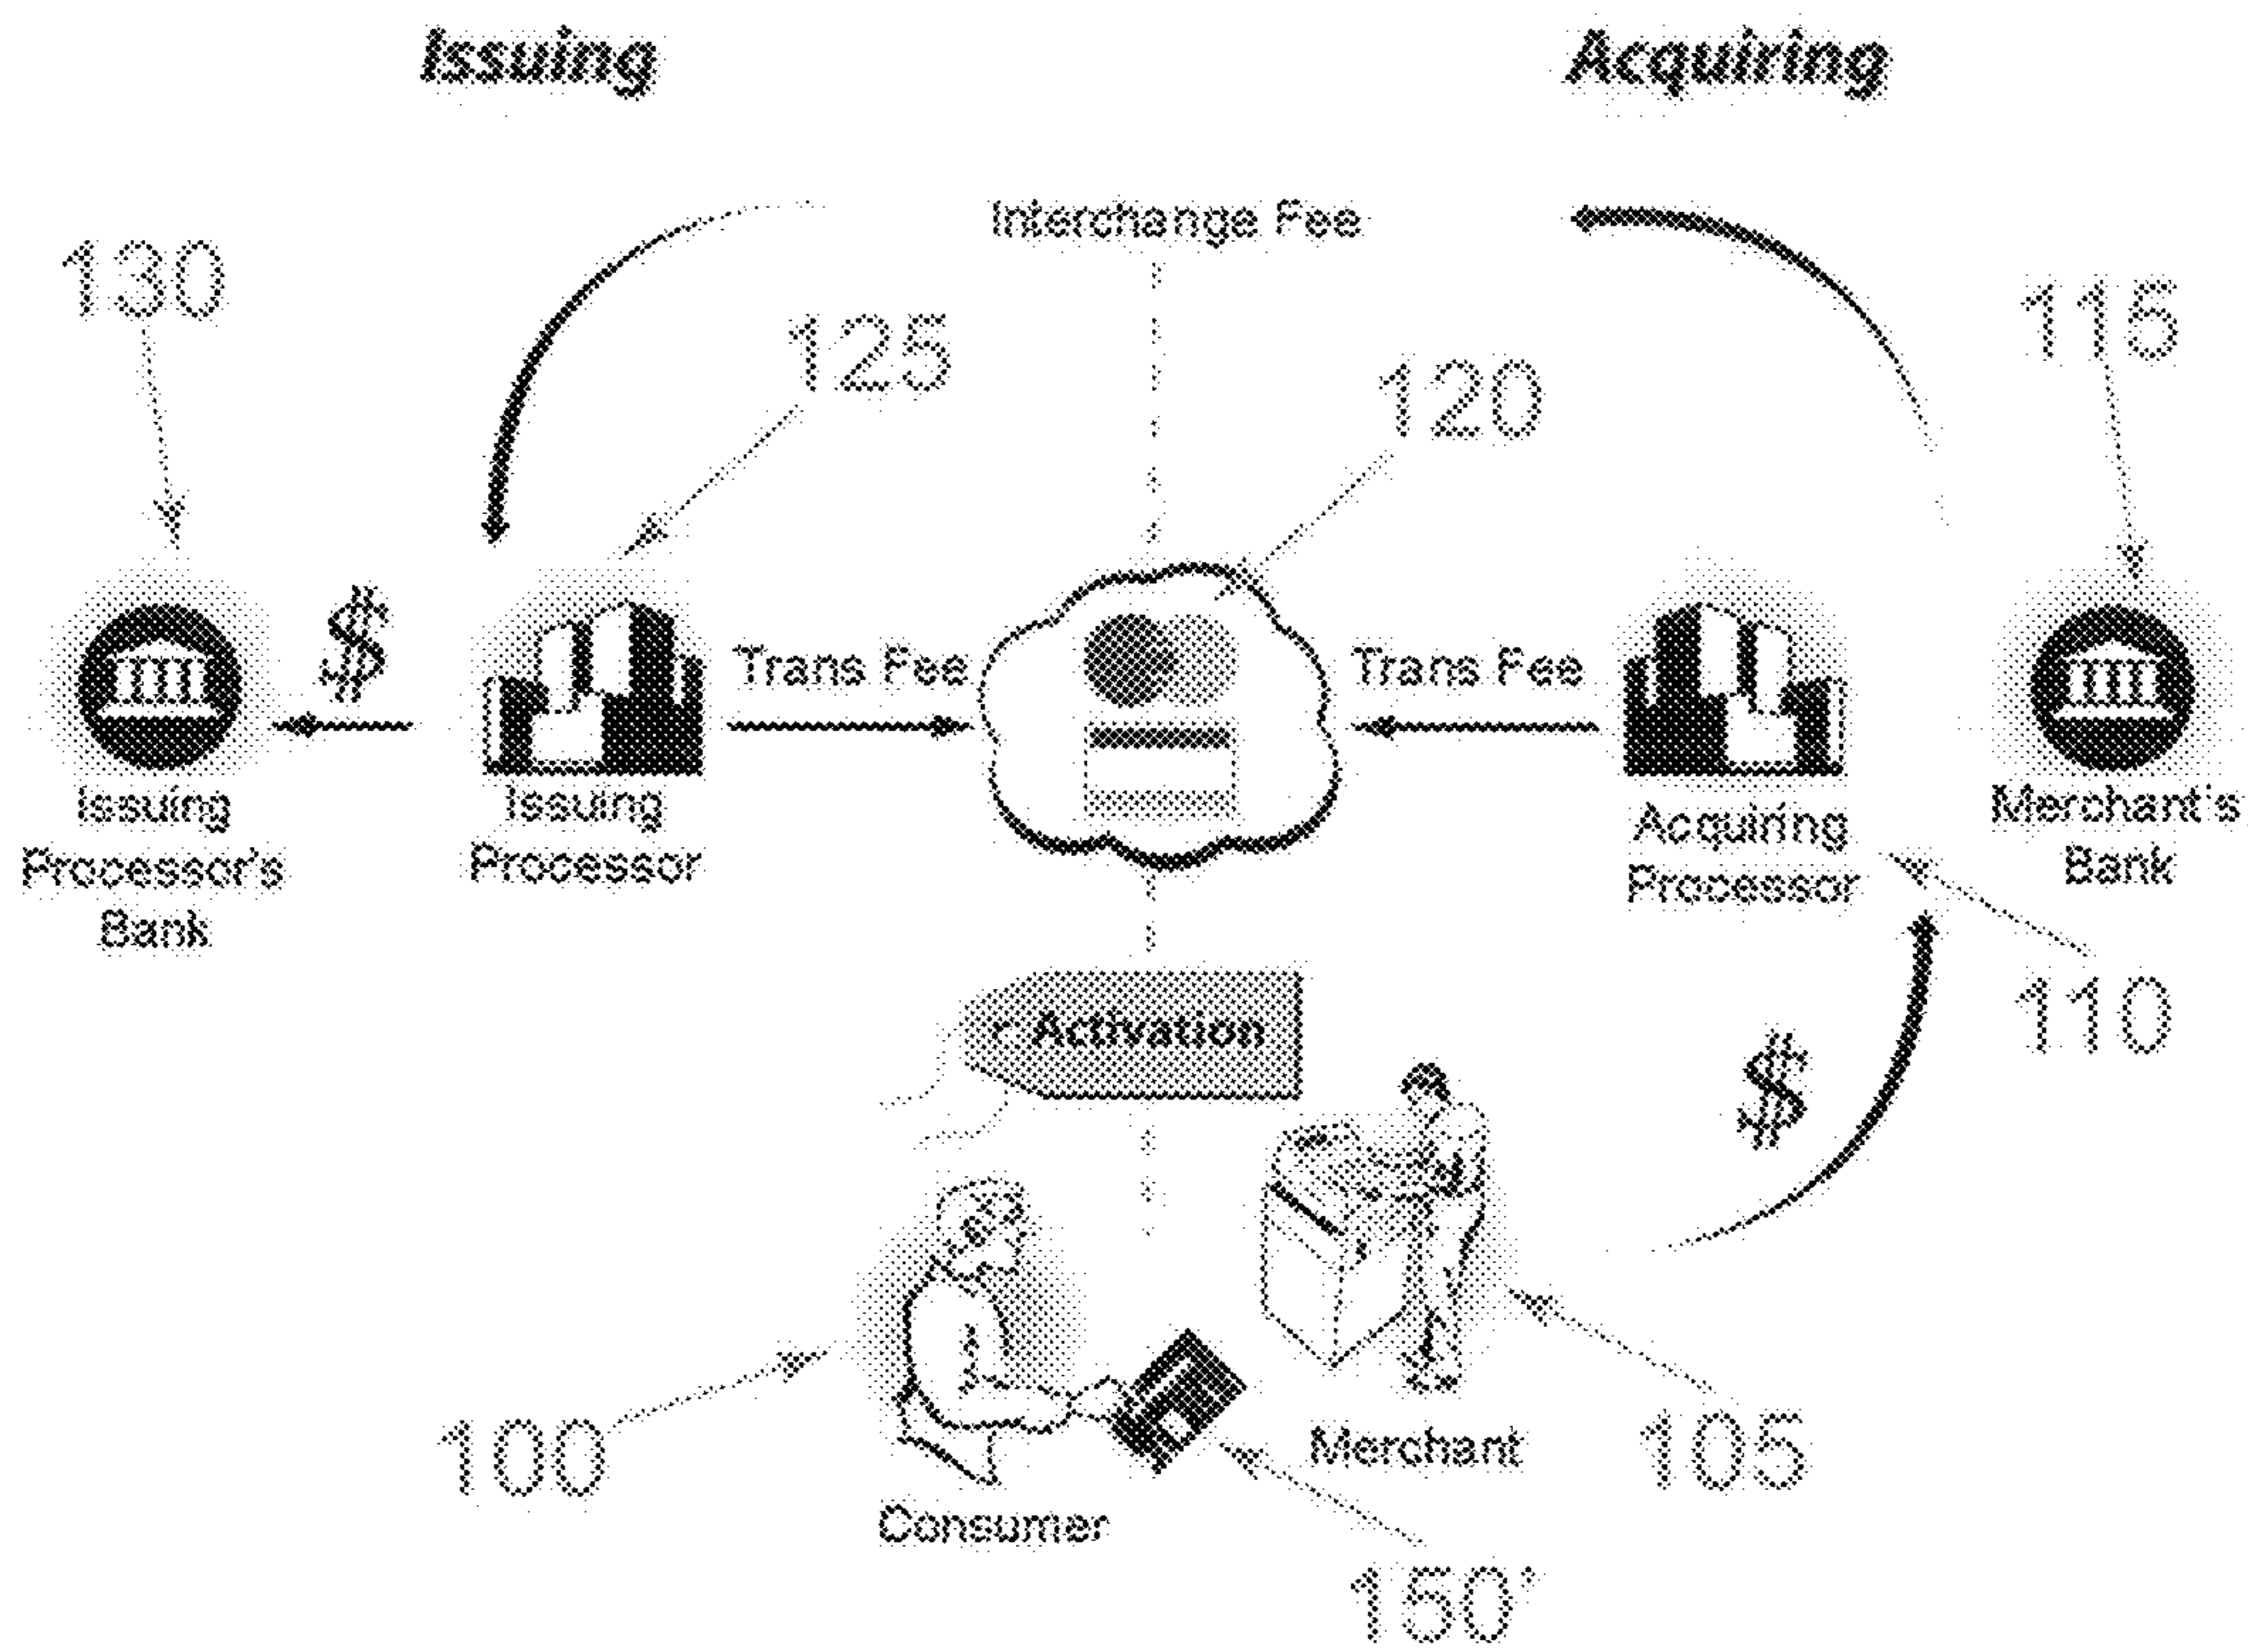 Issuing
Acquiring
Interchange Fee
130
125
120
115
$
Trans Fee
Trans Fee
Issuing
Processor's
Bank
Issuing
Processor
Acquiring
Processor
Merchant's
Bank
110
Activation
$
100
Consumer
Merchant
105
150'